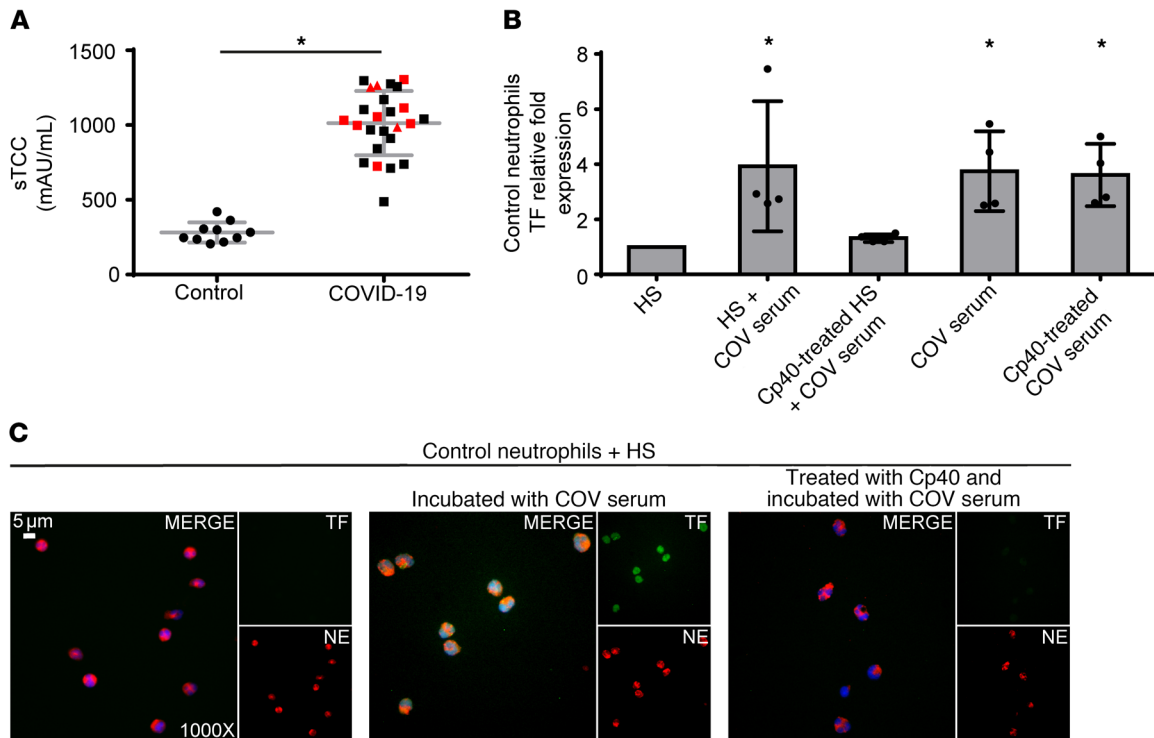 A
*
1500
1000
500
0
sTCC
(mAU/mL)
Control
COVID-19
B
8
6
4
2
0
Control neutrophils
TF relative fold
expression
*
*
*
HS
HS +
COV serum
Cp40-treated HS
+ COV serum
COV serum
Cp40-treated
COV serum
C
Control neutrophils + HS
Incubated with COV serum
Treated with Cp40 and
incubated with COV serum
5 µm
MERGE
TF
NE
1000X
MERGE
TF
NE
MERGE
TF
NE